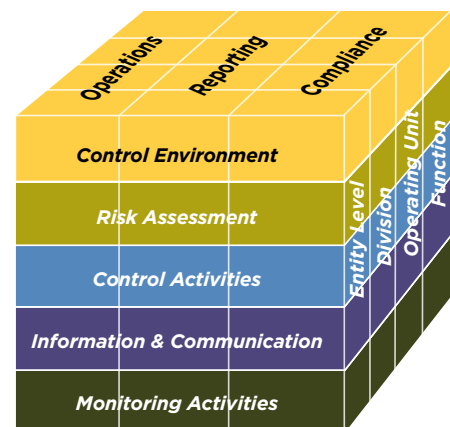 Operations
Reporting
Compliance
Control Environment
Risk Assessment
Control Activities
Information & Communication
Monitoring Activities
Entity Level
Division
Operating Unit
Function